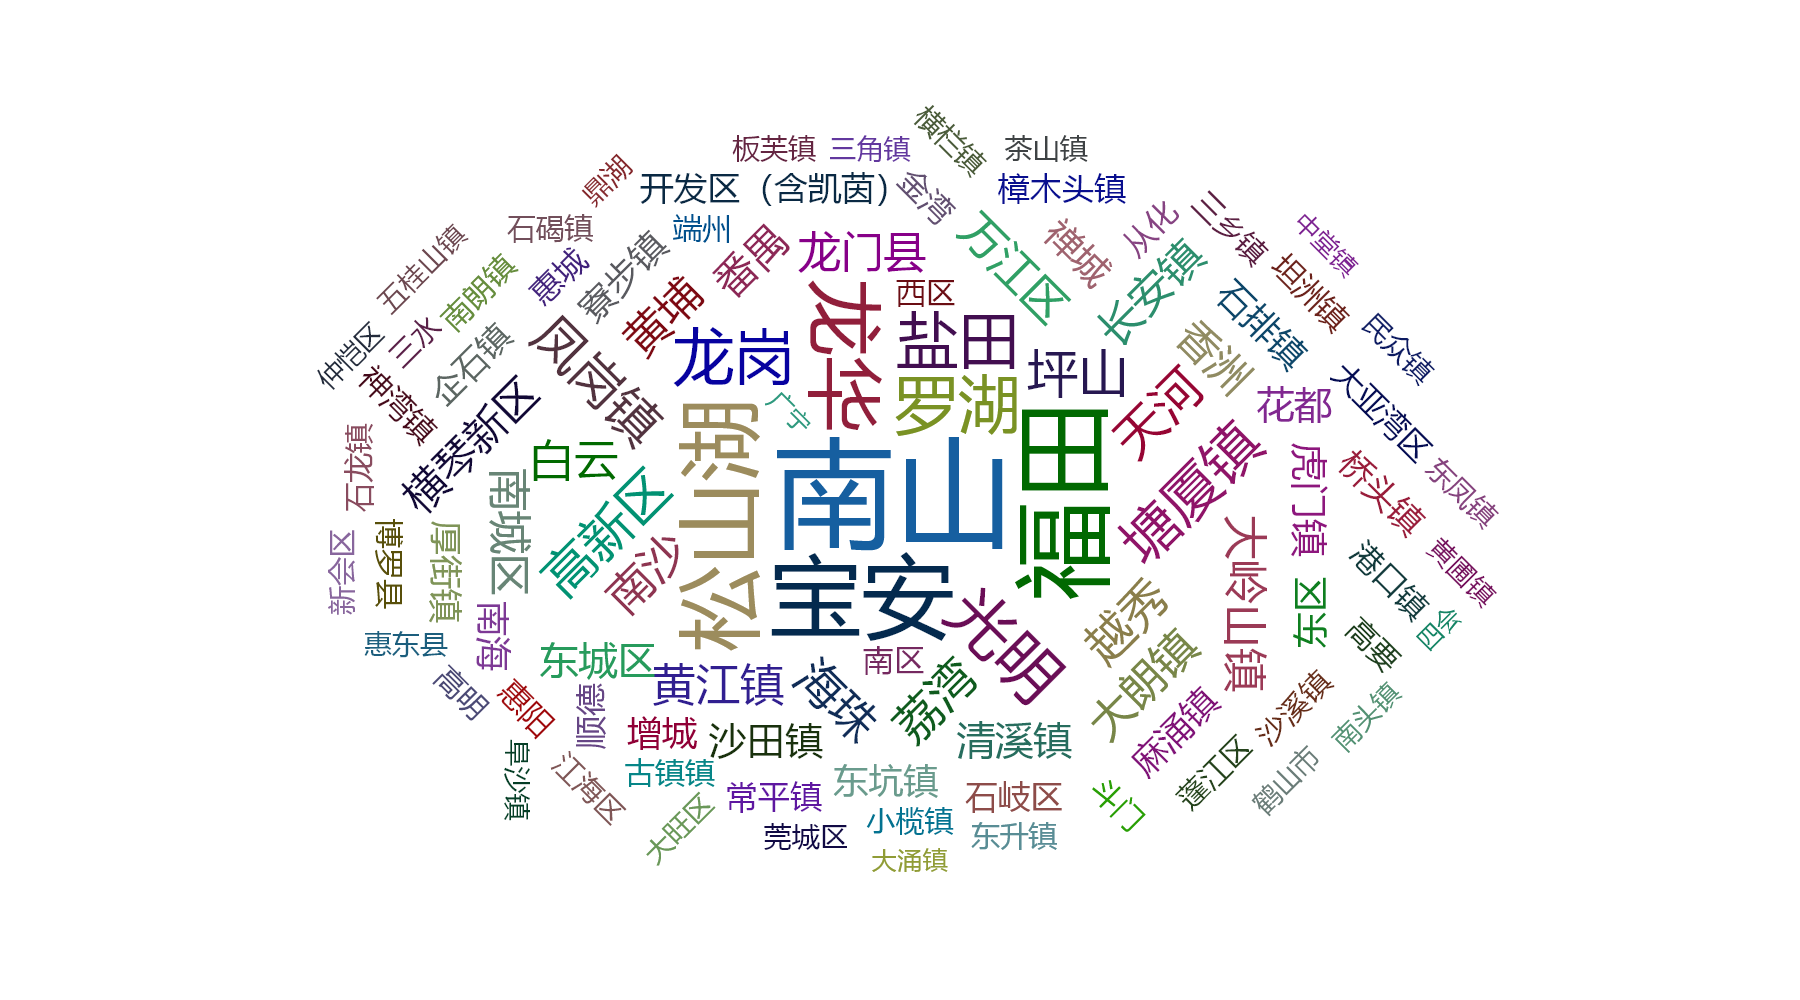 横栏镇
板芙镇
三角镇
茶山镇
鼎湖
开发区（含凯茵）
金湾
樟木头镇
石碣镇
端州
番禺
龙门县
万江区
禅城
从化
三乡镇
中堂镇
五桂山镇
南朗镇
惠城
寮步镇
黄埔
西区
长安镇
石排镇
坦洲镇
民众镇
仲恺区
三水
企石镇
凤岗镇
龙岗
龙华
盐田
坪山
香洲
大亚湾区
神湾镇
横琴新区
白云
广宁
罗湖
天河
花都
石龙镇
南城区
高新区
松山湖
南山
福田
塘厦镇
虎门镇
桥头镇
东凤镇
新会区
博罗县
厚街镇
南沙
宝安
光明
越秀
大岭山镇
东区
港口镇
黄圃镇
惠东县
南海
东城区
黄江镇
海珠
南区
荔湾
大朗镇
高要
四会
高明
惠阳
顺德
增城
沙田镇
清溪镇
麻涌镇
沙溪镇
南头镇
阜沙镇
江海区
古镇镇
常平镇
东坑镇
石岐区
斗门
蓬江区
鹤山市
大旺区
莞城区
小榄镇
东升镇
大涌镇